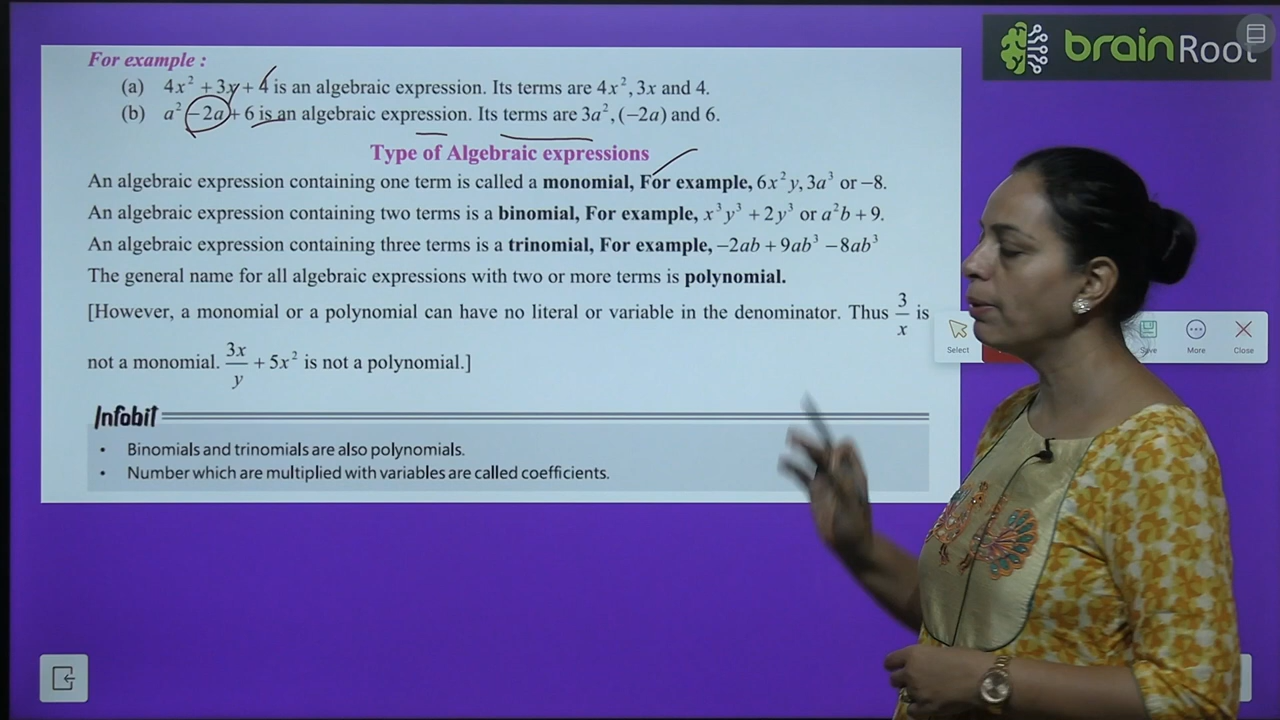 brainRoot
For example :
(a) 4x² + 3y + 4 is an algebraic expression. Its terms are 4x², 3x and 4.
(b) a² − 2a + 6 is an algebraic expression. Its terms are 3a², (−2a) and 6.
Type of Algebraic expressions
An algebraic expression containing one term is called a monomial, For example, 6x²y, 3a³ or −8.
An algebraic expression containing two terms is a binomial, For example, x³y³ + 2y³ or a²b + 9.
An algebraic expression containing three terms is a trinomial, For example, −2ab + 9ab³ − 8ab³
The general name for all algebraic expressions with two or more terms is polynomial.
[However, a monomial or a polynomial can have no literal or variable in the denominator. Thus 3/x is
not a monomial. 3x/y + 5x² is not a polynomial.]
Infobit
• Binomials and trinomials are also polynomials.
• Number which are multiplied with variables are called coefficients.
Select Save More Close